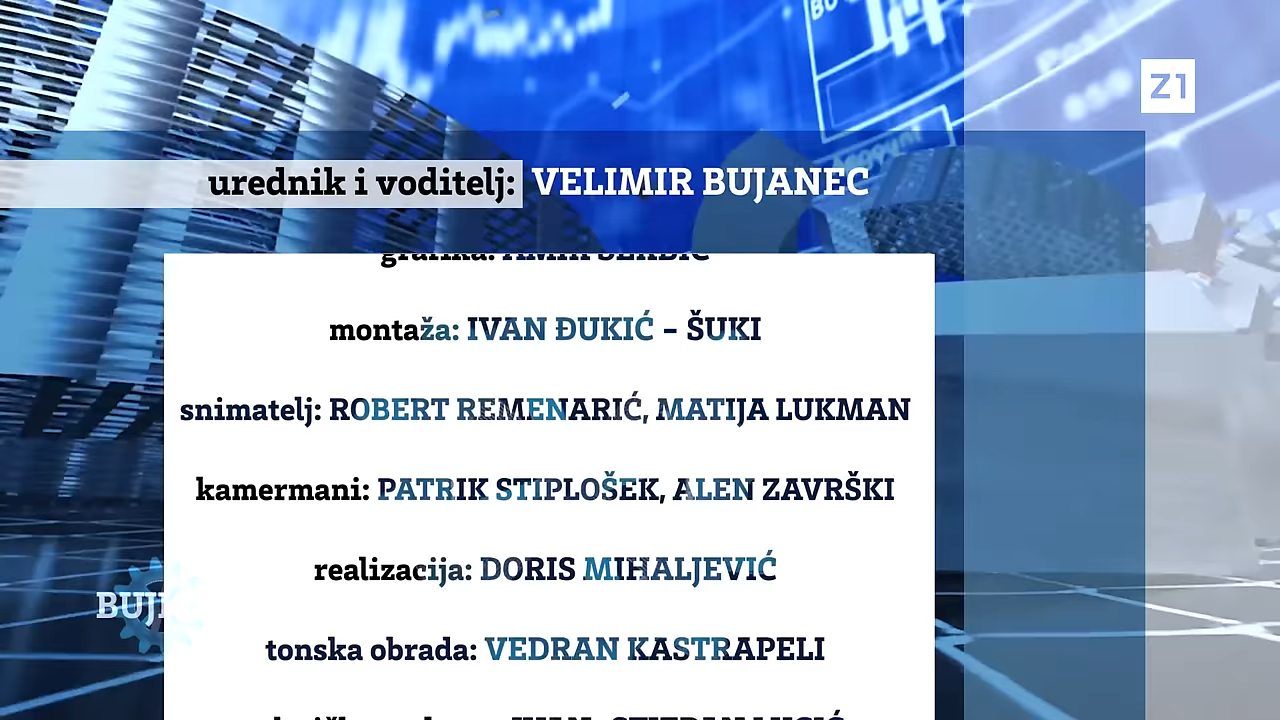 Z1
urednik i voditelj: VELIMIR BUJANEC
grafika:
montaža: IVAN ĐUKIĆ – ŠUKI
snimatelj: ROBERT REMENARIĆ, MATIJA LUKMAN
kamermani: PATRIK STIPLOŠEK, ALEN ZAVRŠKI
realizacija: DORIS MIHALJEVIĆ
tonska obrada: VEDRAN KASTRAPELI